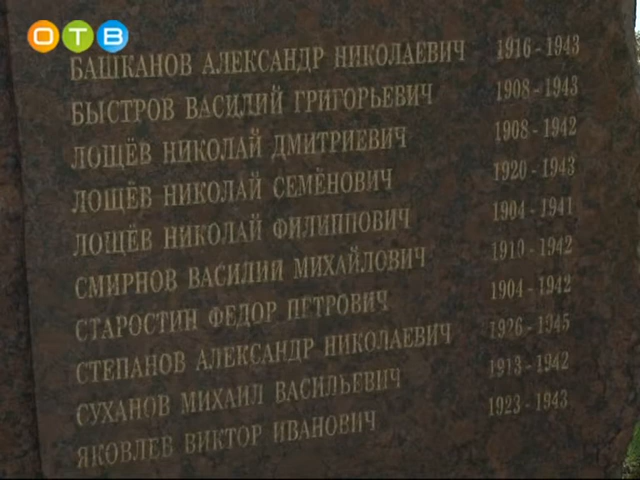 ОТВ
БАШКАНОВ АЛЕКСАНДР НИКОЛАЕВИЧ 1916 - 1943
БЫСТРОВ ВАСИЛИЙ ГРИГОРЬЕВИЧ 1908 - 1943
ЛОЩЁВ НИКОЛАЙ ДМИТРИЕВИЧ 1908 - 1942
ЛОЩЁВ НИКОЛАЙ СЕМЁНОВИЧ 1920 - 1943
ЛОЩЁВ НИКОЛАЙ ФИЛИППОВИЧ 1904 - 1941
СМИРНОВ ВАСИЛИЙ МИХАЙЛОВИЧ 1910 - 1942
СТАРОСТИН ФЕДОР ПЕТРОВИЧ 1904 - 1942
СТЕПАНОВ АЛЕКСАНДР НИКОЛАЕВИЧ 1926 - 1945
СУХАНОВ МИХАИЛ ВАСИЛЬЕВИЧ 1913 - 1942
ЯКОВЛЕВ ВИКТОР ИВАНОВИЧ 1923 - 1943